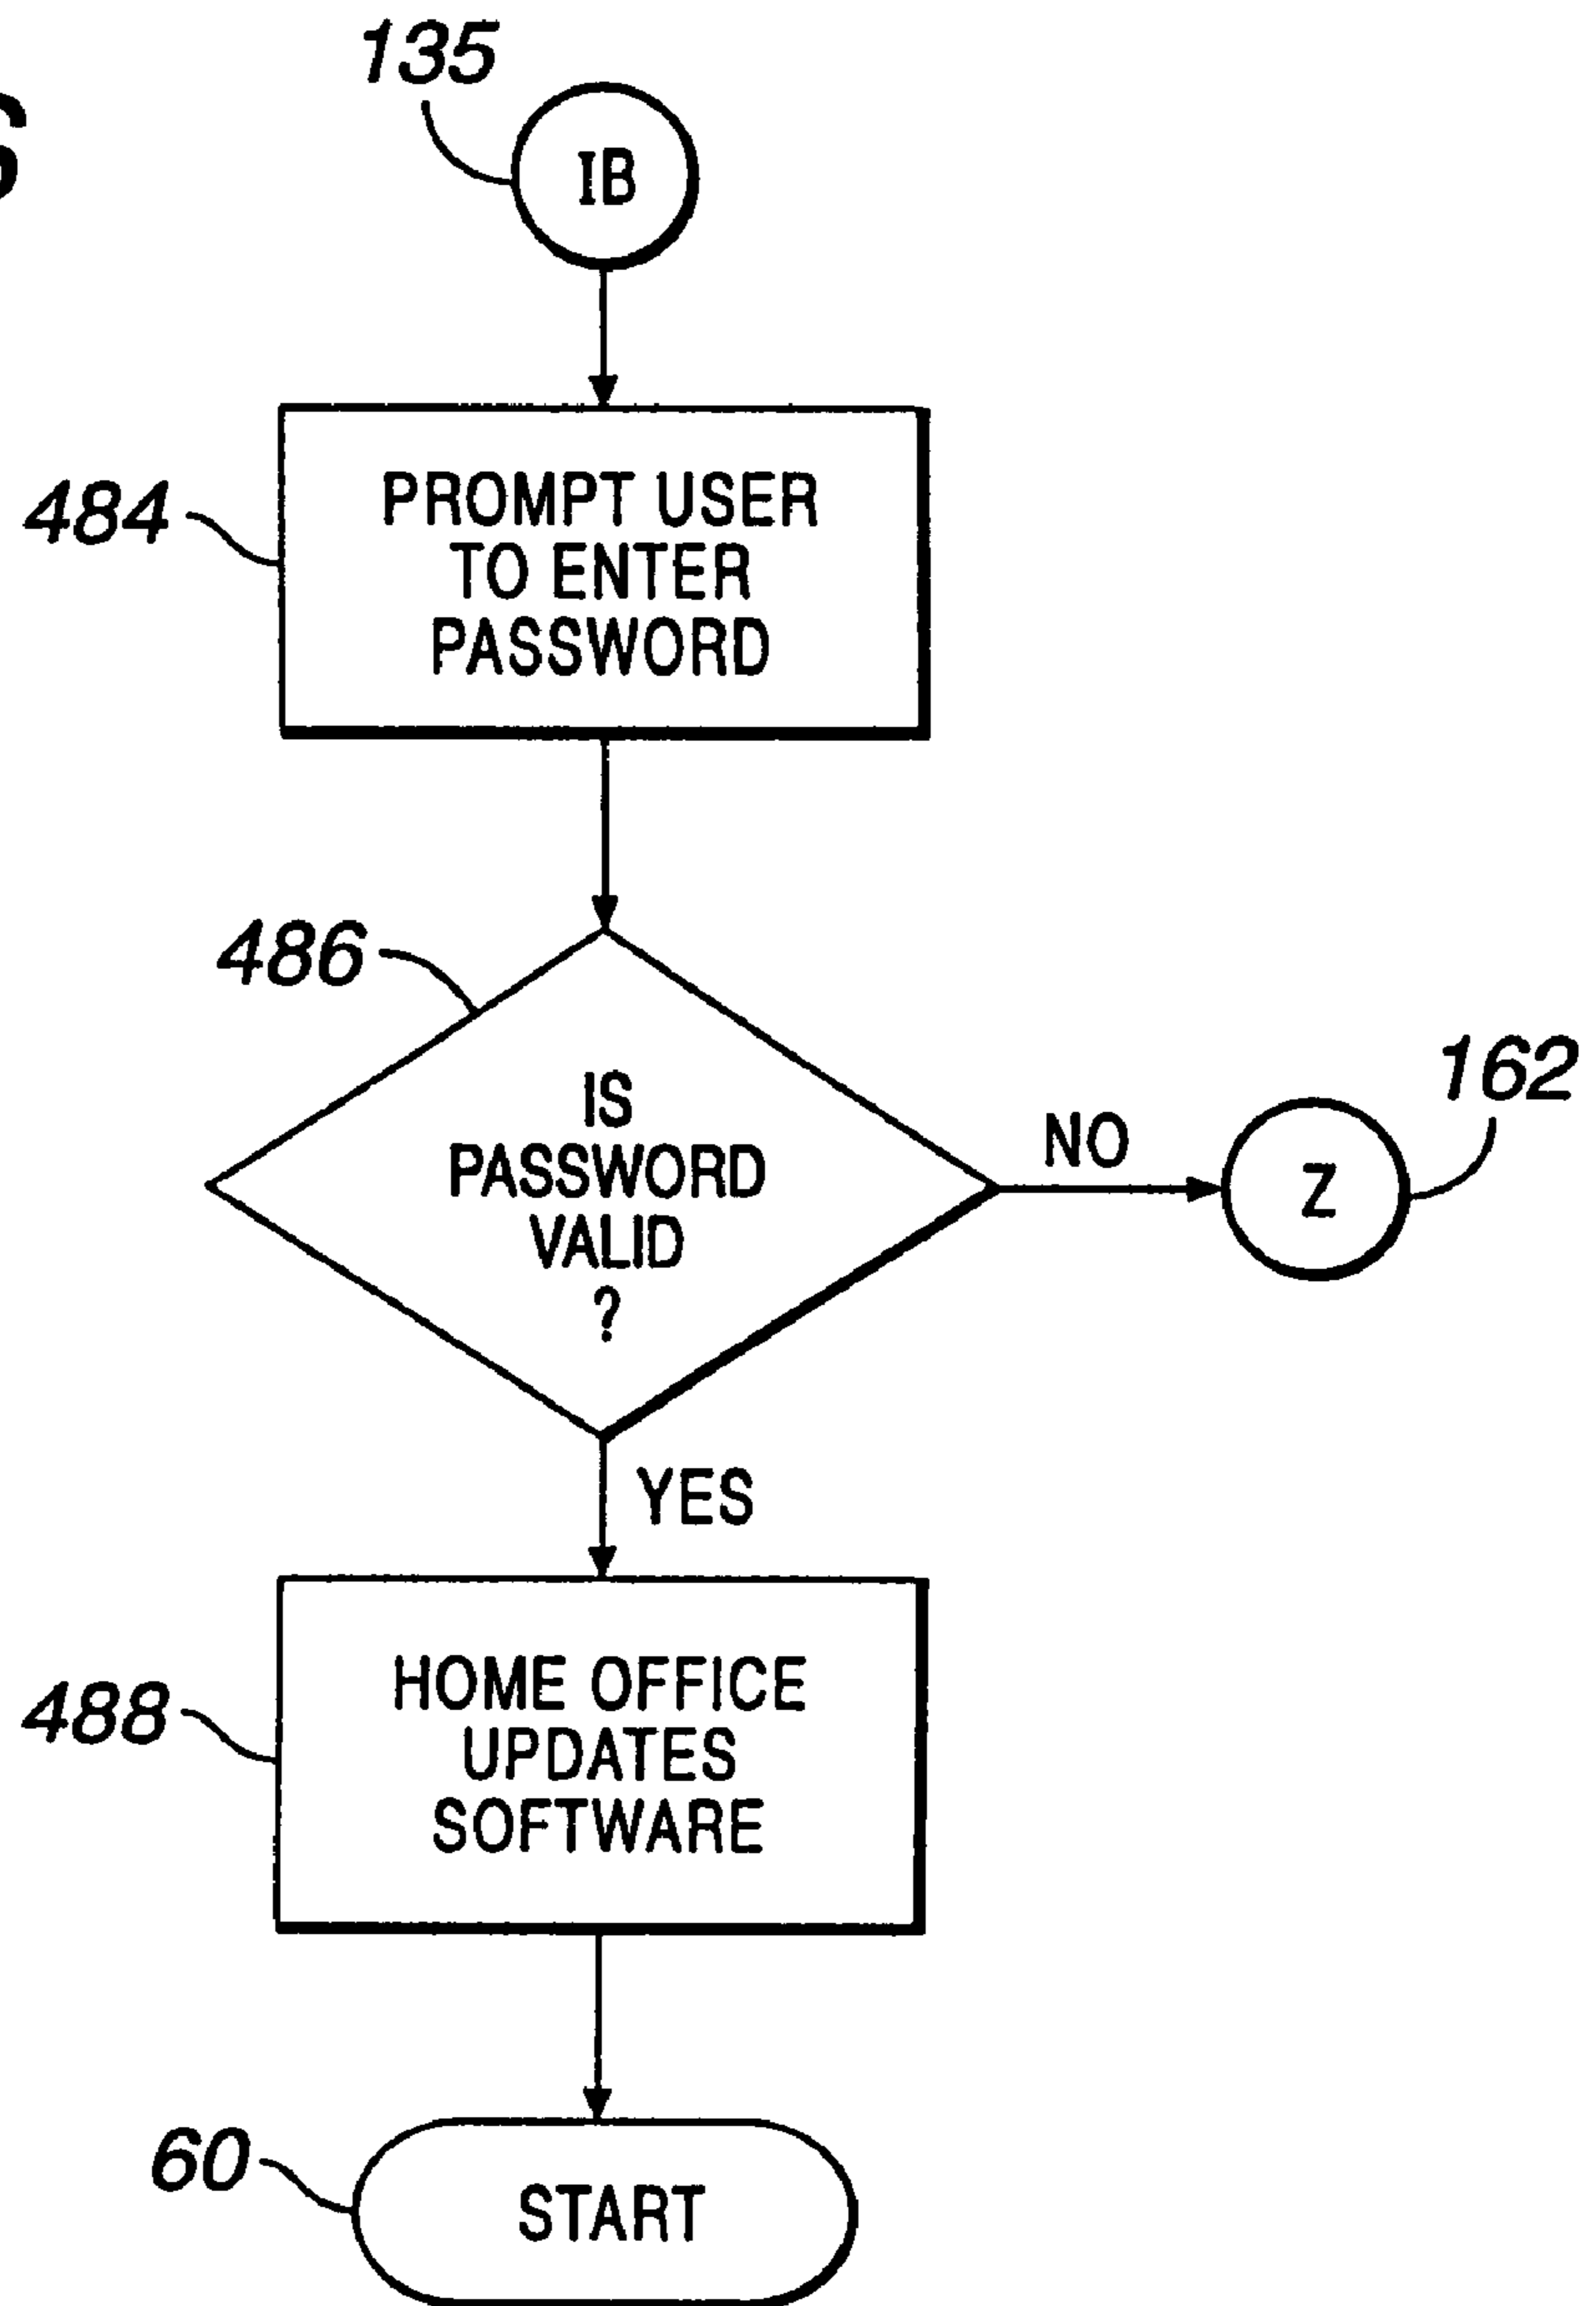 135
IB
484
PROMPT USER
TO ENTER
PASSWORD
486
IS
PASSWORD
VALID
?
NO
162
Z
YES
488
HOME OFFICE
UPDATES
SOFTWARE
60
START